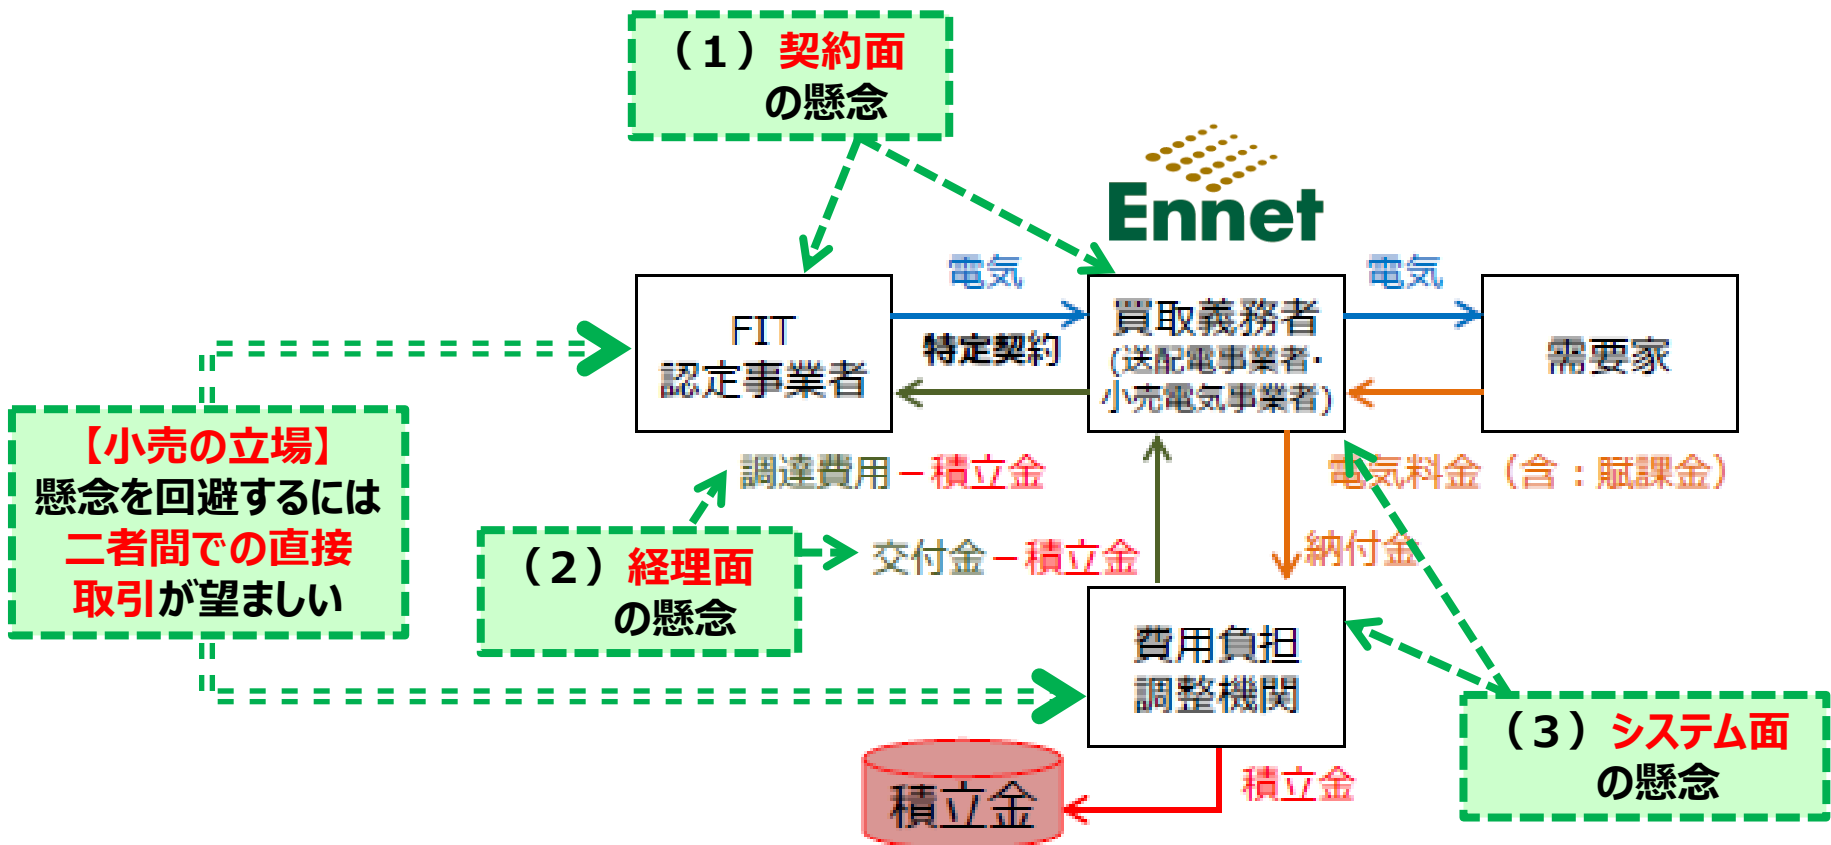 （１）契約面
の懸念
Ennet
電気
電気
FIT
認定事業者
特定契約
買取義務者
(送配電事業者・
小売電気事業者)
需要家
【小売の立場】
懸念を回避するには
二者間での直接
取引が望ましい
調達費用－積立金
電気料金（含：賦課金）
（２）経理面
の懸念
交付金－積立金
納付金
費用負担
調整機関
（３）システム面
の懸念
積立金
積立金